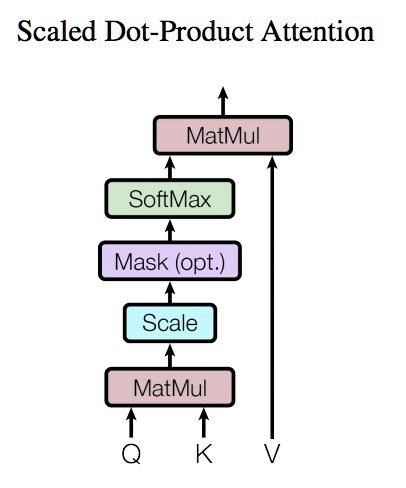 Scaled Dot-Product Attention
MatMul
SoftMax
Mask (opt.)
Scale
MatMul
Q K V